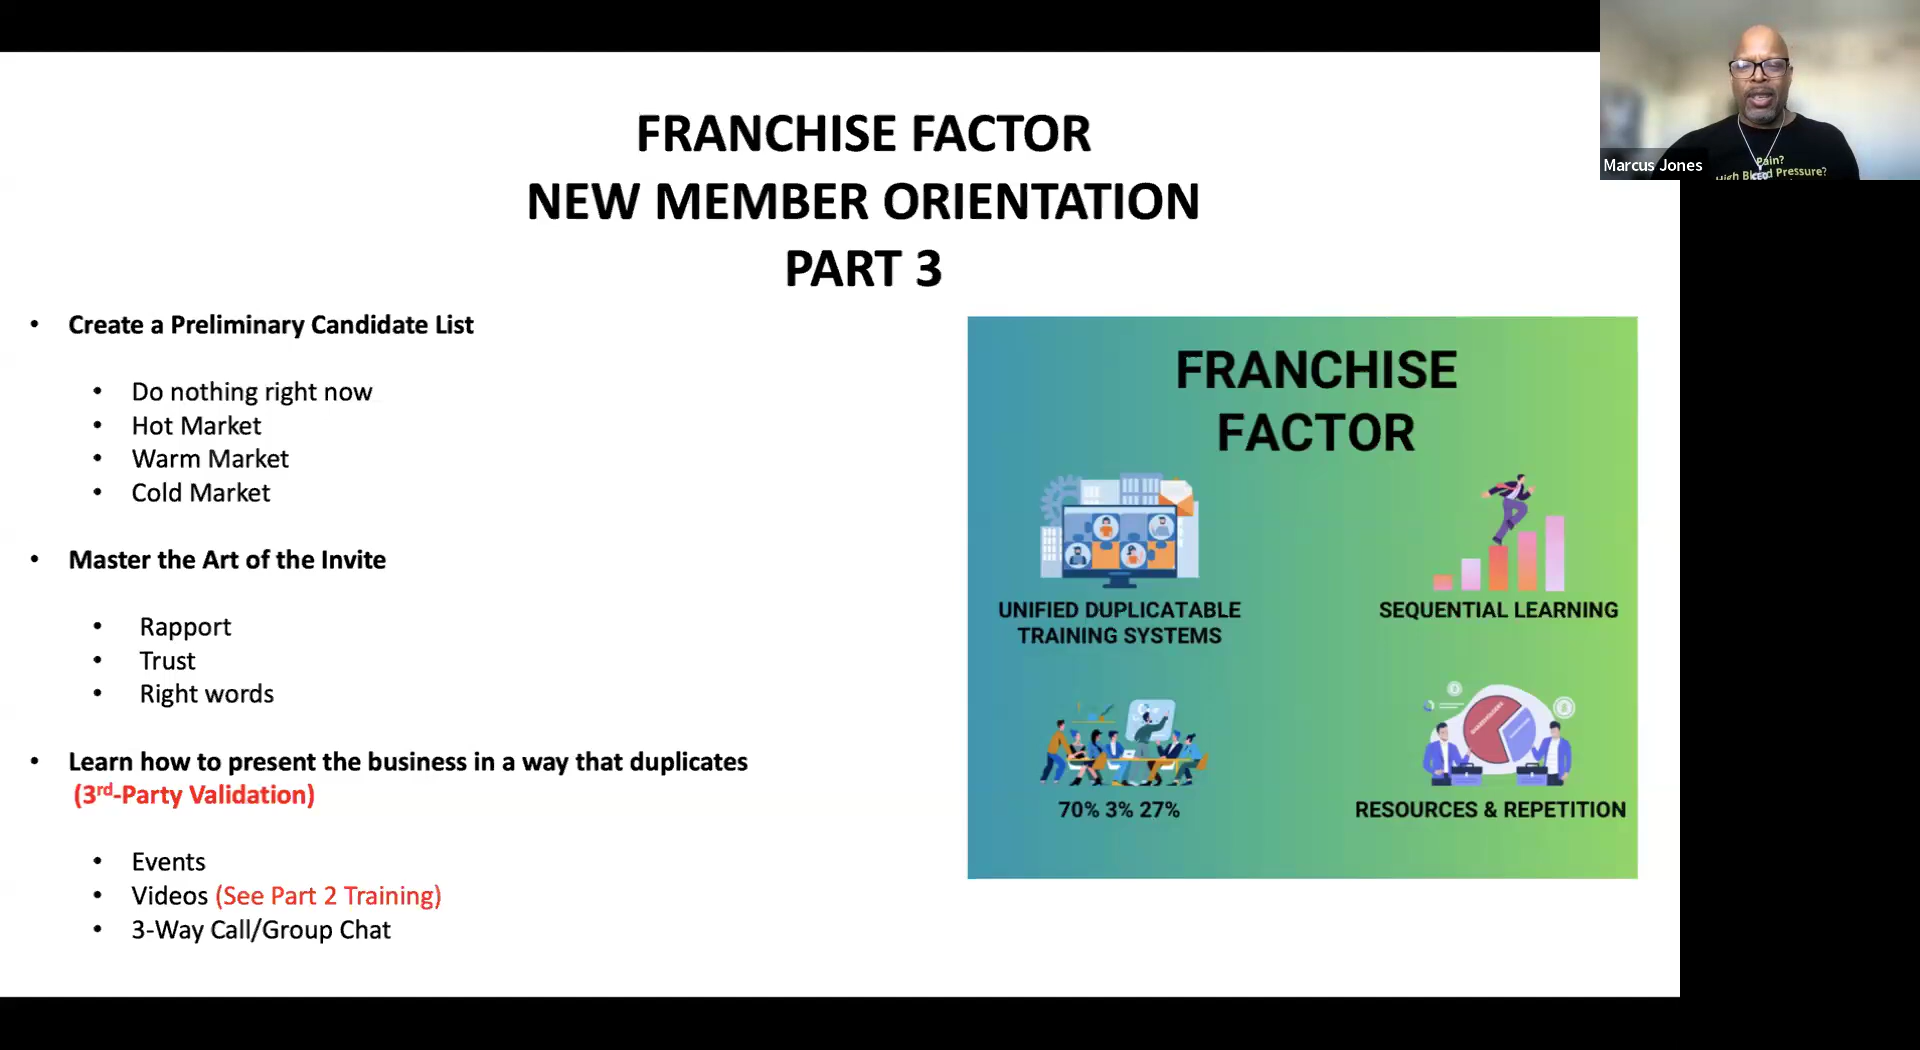 FRANCHISE FACTOR
NEW MEMBER ORIENTATION
PART 3
• Create a Preliminary Candidate List
• Do nothing right now
• Hot Market
• Warm Market
• Cold Market
• Master the Art of the Invite
• Rapport
• Trust
• Right words
• Learn how to present the business in a way that duplicates
(3rd-Party Validation)
• Events
• Videos (See Part 2 Training)
• 3-Way Call/Group Chat
FRANCHISE
FACTOR
UNIFIED DUPLICATABLE
TRAINING SYSTEMS
SEQUENTIAL LEARNING
70% 3% 27%
RESOURCES & REPETITION
Marcus Jones
Pain?
High Blood Pressure?